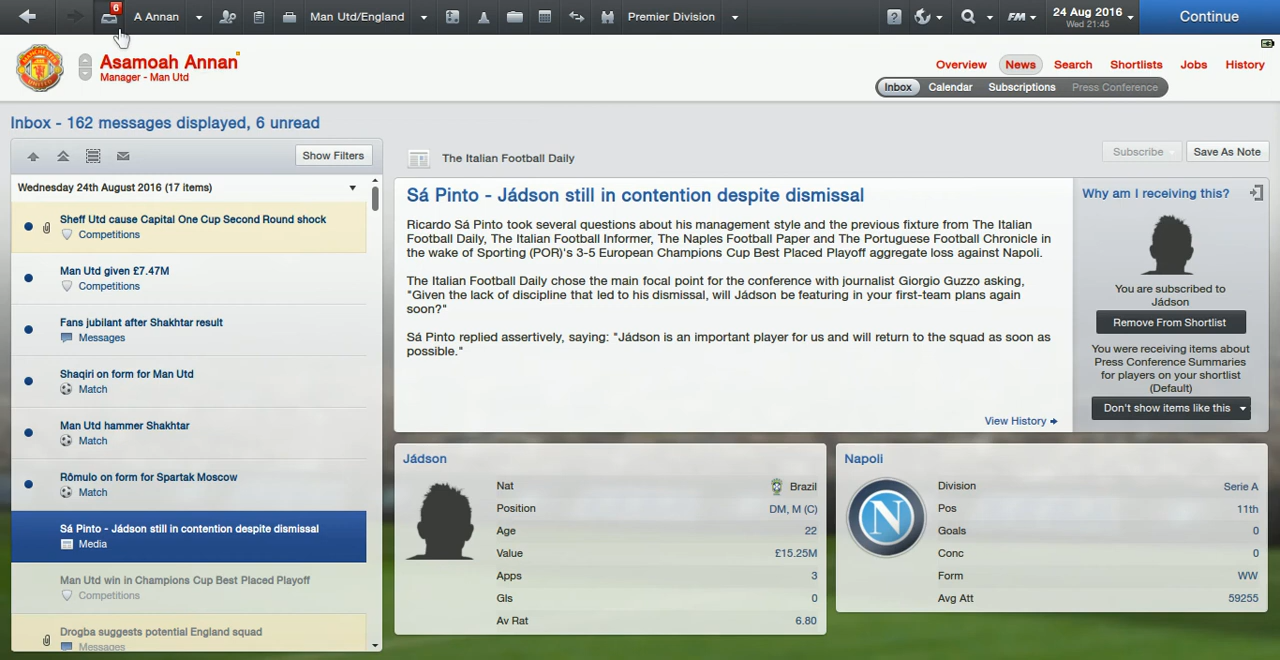 6
A Annan
Man Utd/England
Premier Division
?
FM
24 Aug 2016
Wed 21:45
Continue
Asamoah Annan
Manager - Man Utd
Overview
News
Search
Shortlists
Jobs
History
Inbox
Calendar
Subscriptions
Press Conference
Inbox - 162 messages displayed, 6 unread
Show Filters
Wednesday 24th August 2016 (17 items)
Sheff Utd cause Capital One Cup Second Round shock
Competitions
Man Utd given £7.47M
Competitions
Fans jubilant after Shakhtar result
Messages
Shaqiri on form for Man Utd
Match
Man Utd hammer Shakhtar
Match
Rômulo on form for Spartak Moscow
Match
Sá Pinto - Jádson still in contention despite dismissal
Media
Man Utd win in Champions Cup Best Placed Playoff
Competitions
Drogba suggests potential England squad
Messages
The Italian Football Daily
Subscribe
Save As Note
Sá Pinto - Jádson still in contention despite dismissal
Ricardo Sá Pinto took several questions about his management style and the previous fixture from The Italian
Football Daily, The Italian Football Informer, The Naples Football Paper and The Portuguese Football Chronicle in
the wake of Sporting (POR)'s 3-5 European Champions Cup Best Placed Playoff aggregate loss against Napoli.
The Italian Football Daily chose the main focal point for the conference with journalist Giorgio Guzzo asking,
"Given the lack of discipline that led to his dismissal, will Jádson be featuring in your first-team plans again
soon?"
Sá Pinto replied assertively, saying: "Jádson is an important player for us and will return to the squad as soon as
possible."
View History
Why am I receiving this?
You are subscribed to
Jádson
Remove From Shortlist
You were receiving items about
Press Conference Summaries
for players on your shortlist
(Default)
Don't show items like this
Jádson
Nat Brazil
Position DM, M (C)
Age 22
Value £15.25M
Apps 3
Gls 0
Av Rat 6.80
Napoli
N
Division Serie A
Pos 11th
Goals 0
Conc 0
Form WW
Avg Att 59255